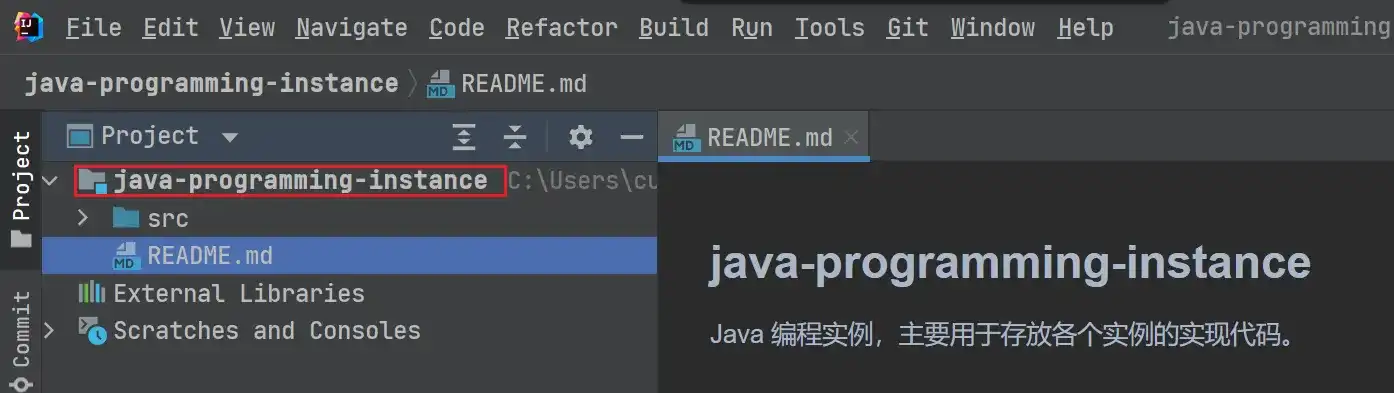 File Edit View Navigate Code Refactor Build Run Tools Git Window Help java-programming
java-programming-instance README.md
Project
README.md
Project
java-programming-instance C:\Users\cu
src
README.md
External Libraries
Scratches and Consoles
Commit
java-programming-instance
Java 编程实例，主要用于存放各个实例的实现代码。